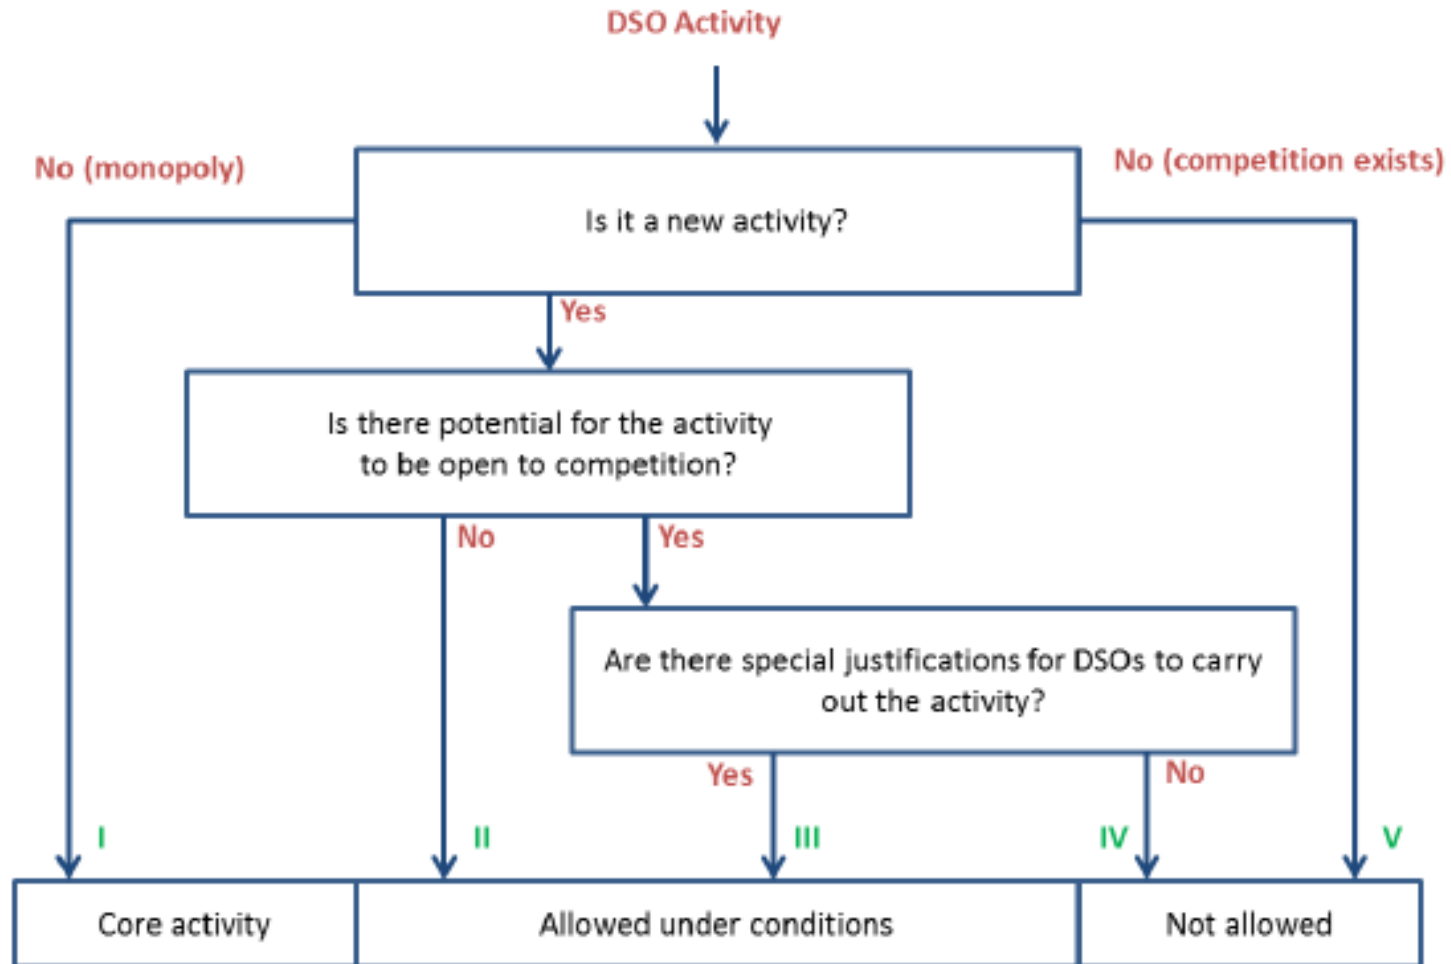 DSO Activity
No (monopoly)
No (competition exists)
Is it a new activity?
Yes
Is there potential for the activity
to be open to competition?
No
Yes
Are there special justifications for DSOs to carry
out the activity?
Yes
No
I
II
III
IV
V
Core activity
Allowed under conditions
Not allowed